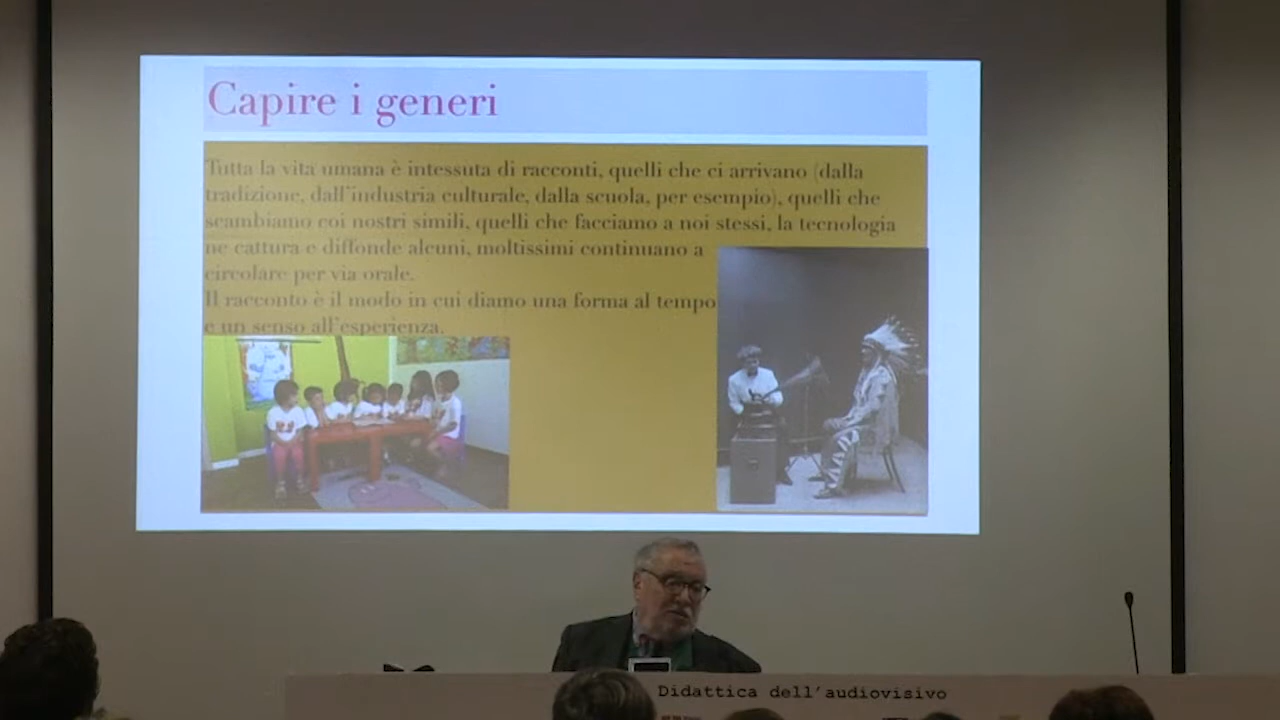 Capire i generi
Tutta la vita umana è intessuta di racconti, quelli che ci arrivano (dalla
tradizione, dall'industria culturale, dalla scuola, per esempio), quelli che
scambiamo coi nostri simili, quelli che facciamo a noi stessi, la tecnologia
ne cattura e diffonde alcuni, moltissimi continuano a
circolare per via orale.
Il racconto è il modo in cui diamo una forma al tempo
e un senso all'esperienza.
Didattica dell'audiovisivo